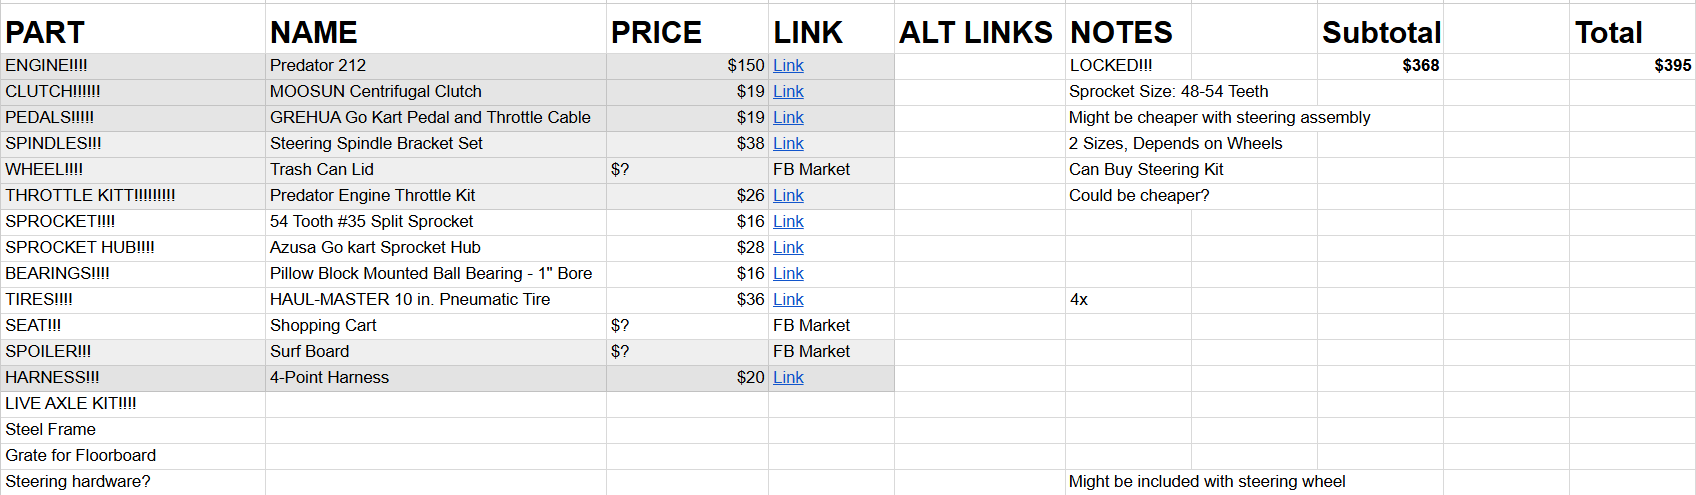 PART NAME PRICE LINK ALT LINKS NOTES Subtotal Total
ENGINE!!!! Predator 212 $150 Link LOCKED!!! $368 $395
CLUTCH!!!!!! MOOSUN Centrifugal Clutch $19 Link Sprocket Size: 48-54 Teeth
PEDALS!!!!! GREHUA Go Kart Pedal and Throttle Cable $19 Link Might be cheaper with steering assembly
SPINDLES!!! Steering Spindle Bracket Set $38 Link 2 Sizes, Depends on Wheels
WHEEL!!!! Trash Can Lid $? FB Market Can Buy Steering Kit
THROTTLE KITT!!!!!!!!! Predator Engine Throttle Kit $26 Link Could be cheaper?
SPROCKET!!!! 54 Tooth #35 Split Sprocket $16 Link
SPROCKET HUB!!!! Azusa Go kart Sprocket Hub $28 Link
BEARINGS!!!! Pillow Block Mounted Ball Bearing - 1" Bore $16 Link
TIRES!!!! HAUL-MASTER 10 in. Pneumatic Tire $36 Link 4x
SEAT!!! Shopping Cart $? FB Market
SPOILER!!! Surf Board $? FB Market
HARNESS!!! 4-Point Harness $20 Link
LIVE AXLE KIT!!!!
Steel Frame
Grate for Floorboard
Steering hardware? Might be included with steering wheel